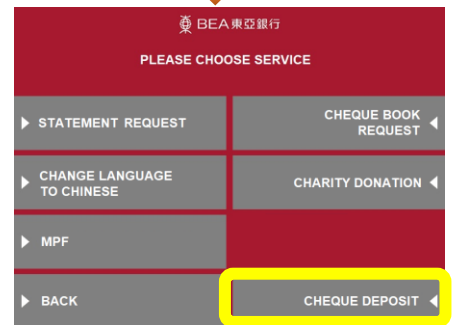 BEA東亞銀行
PLEASE CHOOSE SERVICE
STATEMENT REQUEST
CHEQUE BOOK
REQUEST
CHANGE LANGUAGE
TO CHINESE
CHARITY DONATION
MPF
BACK
CHEQUE DEPOSIT